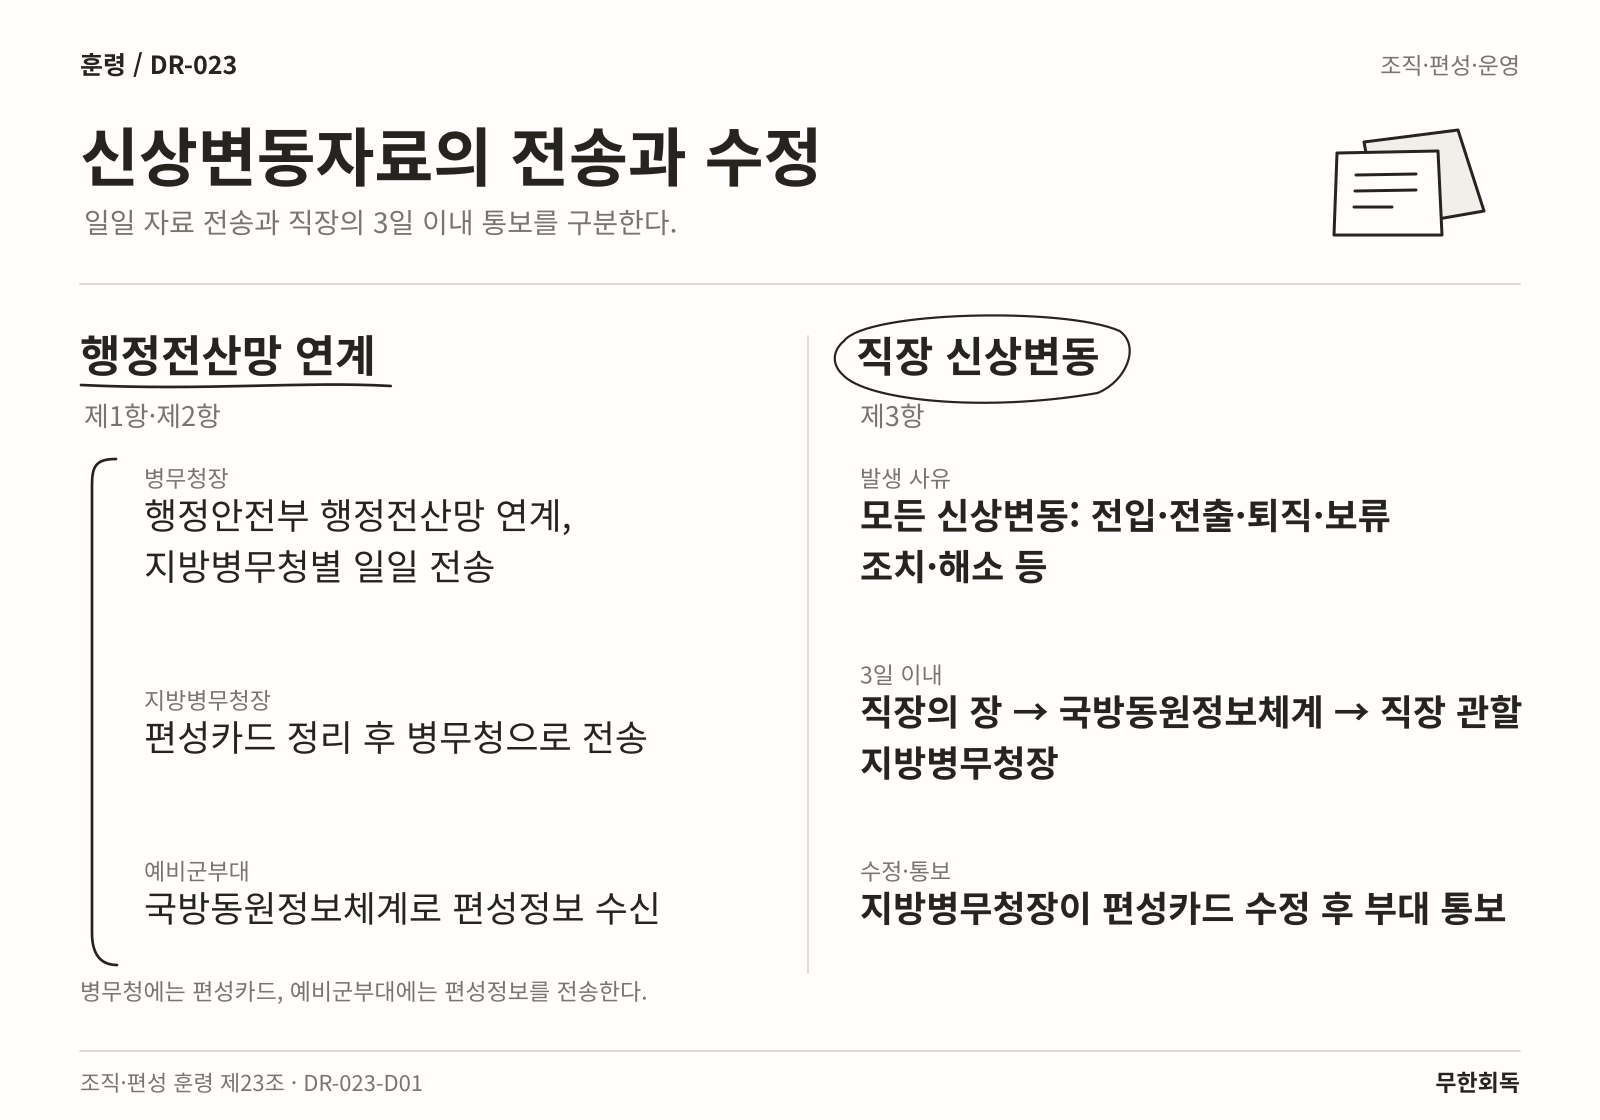 훈령 / DR-023
조직·편성·운영
신상변동자료의 전송과 수정
일일 자료 전송과 직장의 3일 이내 통보를 구분한다.
행정전산망 연계
제1항·제2항
병무청장
행정안전부 행정전산망 연계,
지방병무청별 일일 전송
지방병무청장
편성카드 정리 후 병무청으로 전송
예비군부대
국방동원정보체계로 편성정보 수신
병무청에는 편성카드, 예비군부대에는 편성정보를 전송한다.
직장 신상변동
제3항
발생 사유
모든 신상변동: 전입·전출·퇴직·보류
조치·해소 등
3일 이내
직장의 장 → 국방동원정보체계 → 직장 관할
지방병무청장
수정·통보
지방병무청장이 편성카드 수정 후 부대 통보
조직·편성 훈령 제23조 · DR-023-D01
무한회독